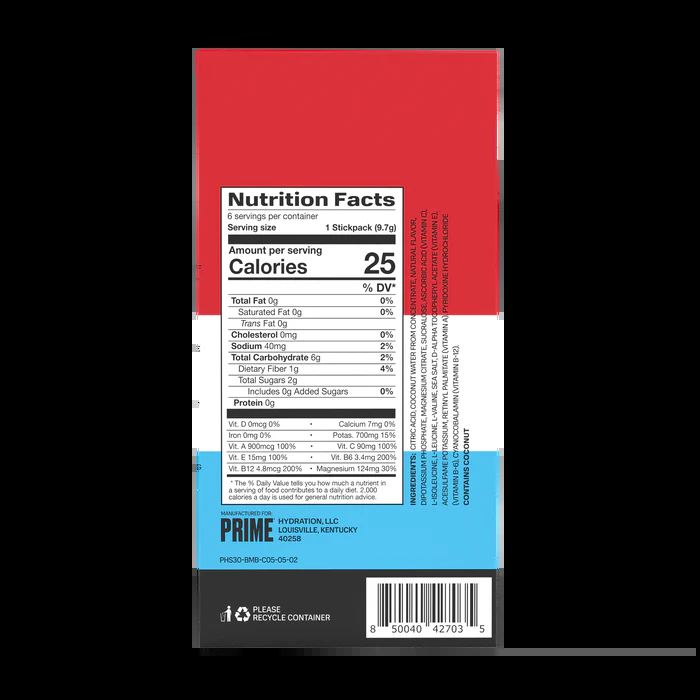 Nutrition Facts
6 servings per container
Serving size 1 Stickpack (9.7g)
Amount per serving
Calories 25
% DV*
Total Fat 0g 0%
Saturated Fat 0g 0%
Trans Fat 0g
Cholesterol 0mg 0%
Sodium 40mg 2%
Total Carbohydrate 6g 2%
Dietary Fiber 1g 4%
Total Sugars 2g
Includes 0g Added Sugars 0%
Protein 0g
Vit. D 0mcg 0% • Calcium 7mg 0%
Iron 0mg 0% • Potas. 700mg 15%
Vit. A 900mcg 100% • Vit. C 90mg 100%
Vit. E 15mg 100% • Vit. B6 3.4mg 200%
Vit. B12 4.8mcg 200% • Magnesium 124mg 30%
* The % Daily Value tells you how much a nutrient in
a serving of food contributes to a daily diet. 2,000
calories a day is used for general nutrition advice.
INGREDIENTS: CITRIC ACID, COCONUT WATER FROM CONCENTRATE, NATURAL FLAVOR,
DIPOTASSIUM PHOSPHATE, MAGNESIUM CITRATE, SUCRALOSE, ASCORBIC ACID (VITAMIN C),
L-ISOLEUCINE, L-LEUCINE, L-VALINE, SEA SALT, D-ALPHA TOCOPHERYL ACETATE (VITAMIN E),
ACESULFAME POTASSIUM, RETINYL PALMITATE (VITAMIN A), PYRIDOXINE HYDROCHLORIDE
(VITAMIN B-6), CYANOCOBALAMIN (VITAMIN B-12).
CONTAINS COCONUT
MANUFACTURED FOR:
PRIME HYDRATION, LLC
LOUISVILLE, KENTUCKY
40258
PHS30-BMB-C05-05-02
PLEASE
RECYCLE CONTAINER
8 50040 42703 5